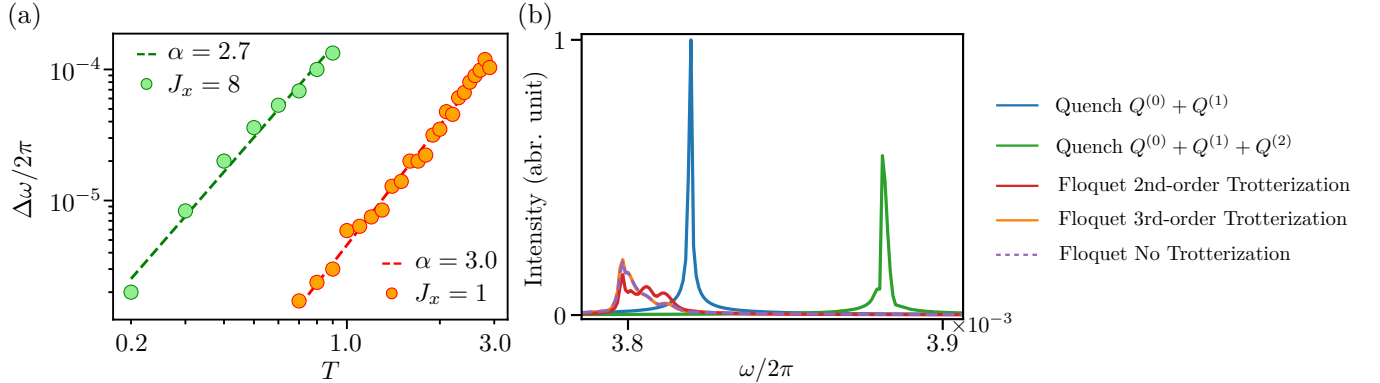 (a)
α = 2.7
J_x = 8
α = 3.0
J_x = 1
Δω/2π
10^{-4}
10^{-5}
0.2
1.0
3.0
T
(b)
Intensity (abr. unit)
1
0
3.8
3.9
×10^{-3}
ω/2π
Quench Q^{(0)} + Q^{(1)}
Quench Q^{(0)} + Q^{(1)} + Q^{(2)}
Floquet 2nd-order Trotterization
Floquet 3rd-order Trotterization
Floquet No Trotterization